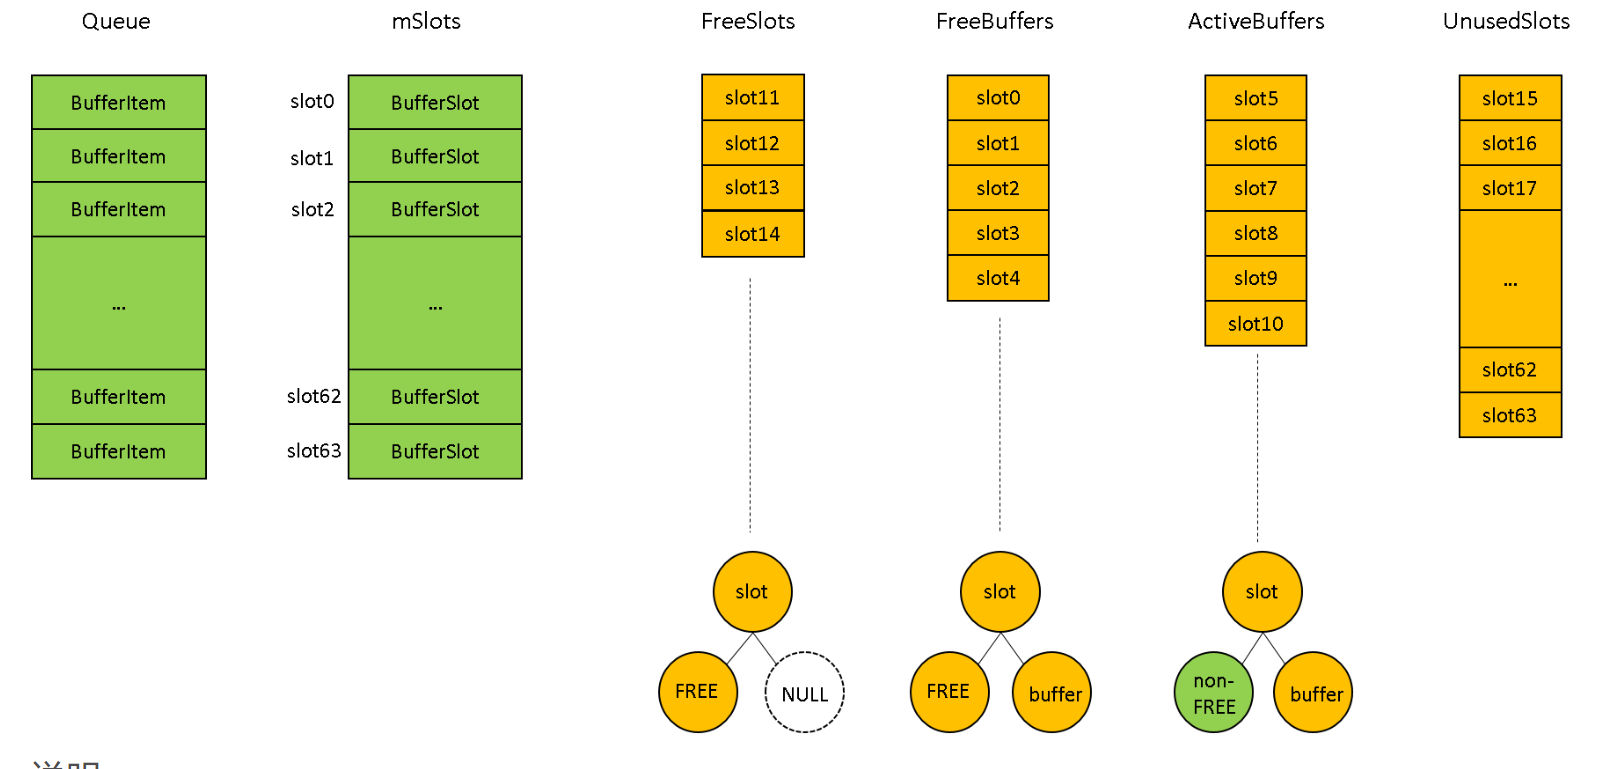 Queue
mSlots
FreeSlots
FreeBuffers
ActiveBuffers
UnusedSlots
BufferItem
BufferItem
BufferItem
...
BufferItem
BufferItem
slot0
slot1
slot2
slot62
slot63
BufferSlot
BufferSlot
BufferSlot
...
BufferSlot
BufferSlot
slot11
slot12
slot13
slot14
slot0
slot1
slot2
slot3
slot4
slot5
slot6
slot7
slot8
slot9
slot10
slot15
slot16
slot17
...
slot62
slot63
slot
FREE
NULL
slot
FREE
buffer
slot
non-
FREE
buffer